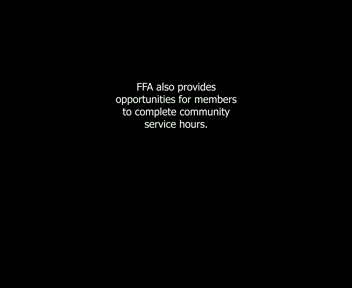 FFA also provides
opportunities for members
to complete community
service hours.